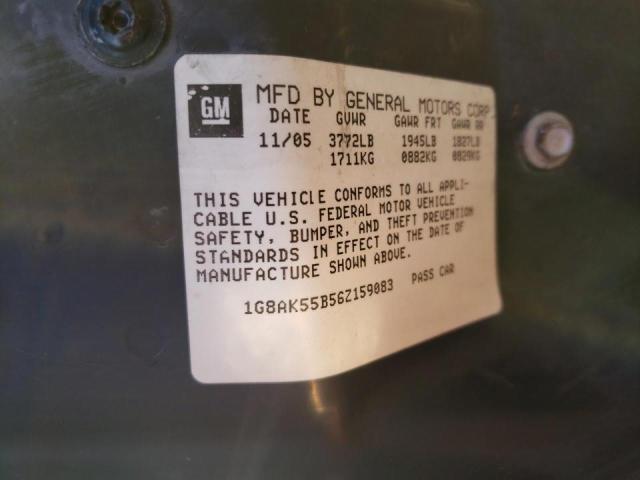 GM
MFD BY GENERAL MOTORS CORP
DATE GVWR GAWR FRT GAWR RR
11/05 3772LB 1945LB 1827LB
1711KG 0882KG 0829KG
THIS VEHICLE CONFORMS TO ALL APPLI-
CABLE U.S. FEDERAL MOTOR VEHICLE
SAFETY, BUMPER, AND THEFT PREVENTION
STANDARDS IN EFFECT ON THE DATE OF
MANUFACTURE SHOWN ABOVE.
1G8AK55B56Z159083 PASS CAR